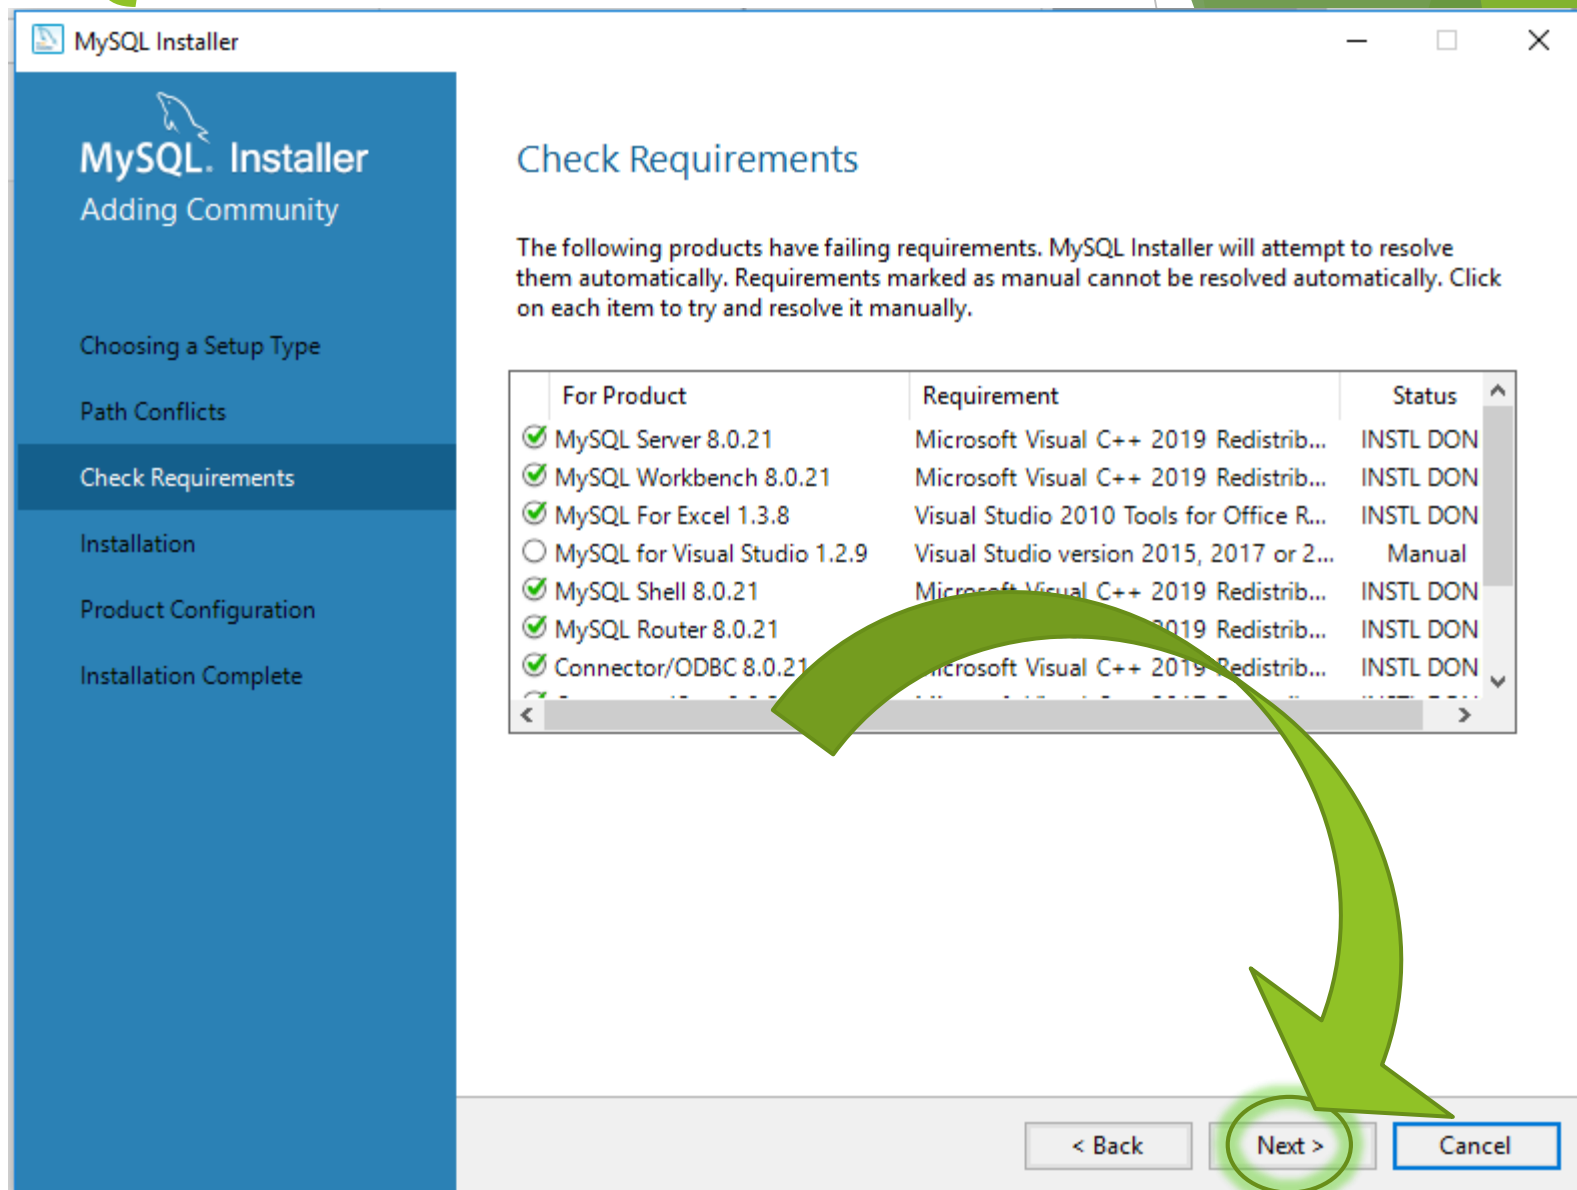 MySQL Installer
MySQL. Installer
Adding Community
Choosing a Setup Type
Path Conflicts
Check Requirements
Installation
Product Configuration
Installation Complete
Check Requirements
The following products have failing requirements. MySQL Installer will attempt to resolve
them automatically. Requirements marked as manual cannot be resolved automatically. Click
on each item to try and resolve it manually.
For Product Requirement Status
MySQL Server 8.0.21 Microsoft Visual C++ 2019 Redistrib... INSTL DON
MySQL Workbench 8.0.21 Microsoft Visual C++ 2019 Redistrib... INSTL DON
MySQL For Excel 1.3.8 Visual Studio 2010 Tools for Office R... INSTL DON
MySQL for Visual Studio 1.2.9 Visual Studio version 2015, 2017 or 2... Manual
MySQL Shell 8.0.21 Microsoft Visual C++ 2019 Redistrib... INSTL DON
MySQL Router 8.0.21 2019 Redistrib... INSTL DON
Connector/ODBC 8.0.21 Microsoft Visual C++ 2019 Redistrib... INSTL DON
< Back Next > Cancel